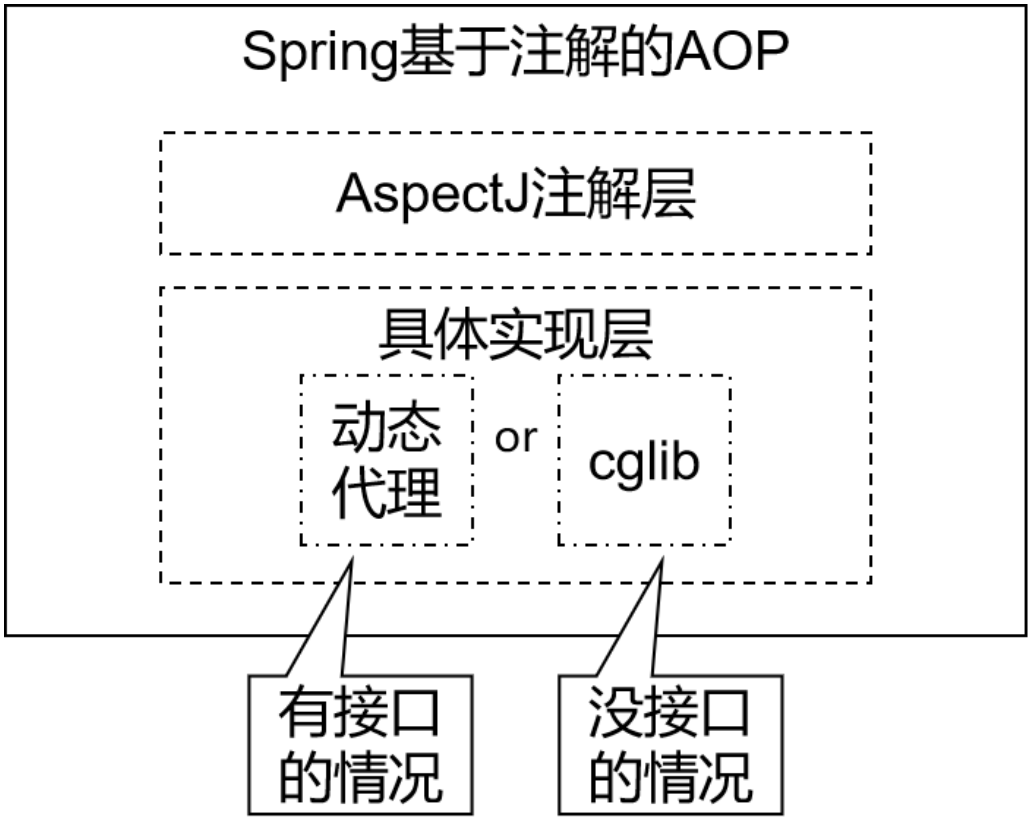 Spring基于注解的AOP
AspectJ注解层
具体实现层
动态
代理
or
cglib
有接口
的情况
没接口
的情况